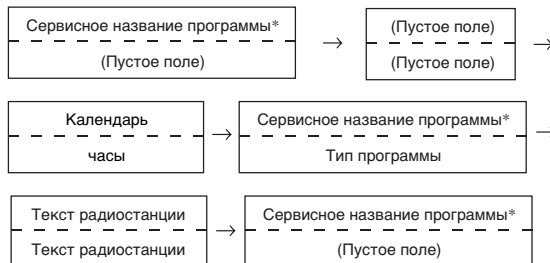 Сервисное название программы*
(Пустое поле)
(Пустое поле)
(Пустое поле)
Календарь
часы
Сервисное название программы*
Тип программы
Текст радиостанции
Текст радиостанции
Сервисное название программы*
(Пустое поле)